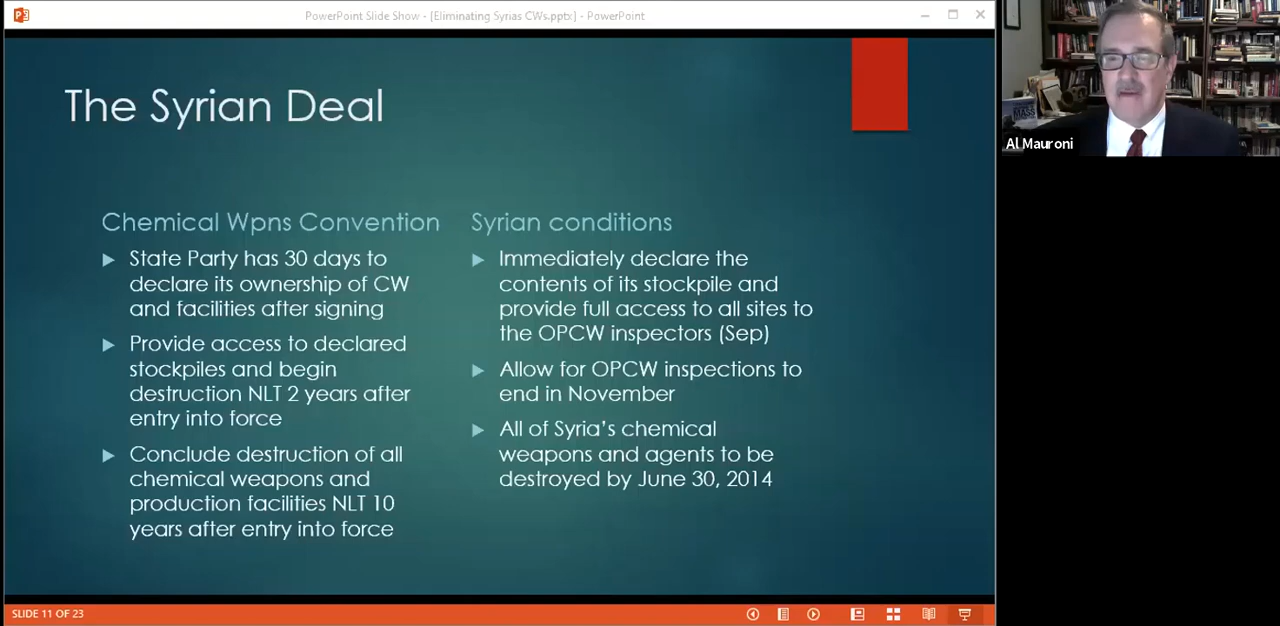 PowerPoint Slide Show - [Eliminating Syrias CWs.pptx] - PowerPoint
The Syrian Deal
Chemical Wpns Convention
State Party has 30 days to
declare its ownership of CW
and facilities after signing
Provide access to declared
stockpiles and begin
destruction NLT 2 years after
entry into force
Conclude destruction of all
chemical weapons and
production facilities NLT 10
years after entry into force
Syrian conditions
Immediately declare the
contents of its stockpile and
provide full access to all sites to
the OPCW inspectors (Sep)
Allow for OPCW inspections to
end in November
All of Syria's chemical
weapons and agents to be
destroyed by June 30, 2014
SLIDE 11 OF 23
MASS
Al Mauroni